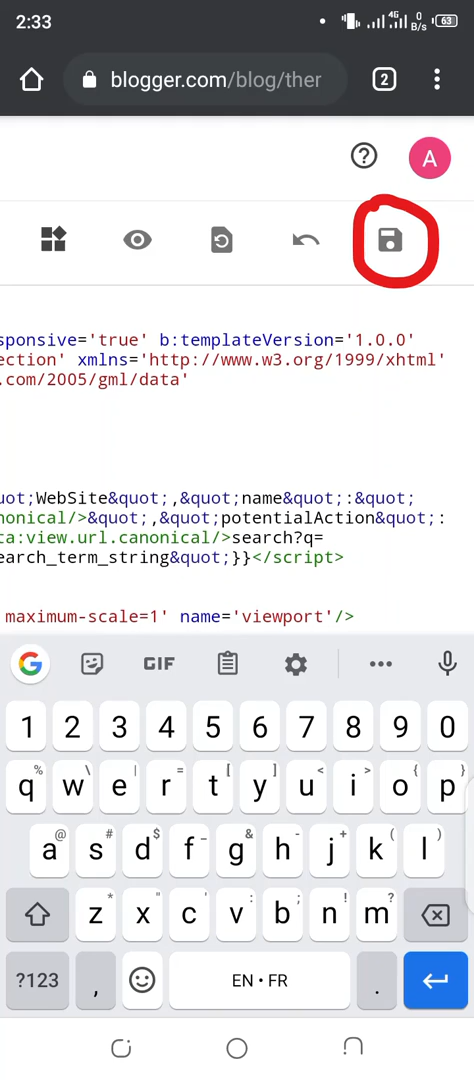 2:33
4G
0
B/s
63
blogger.com/blog/ther
2
A
sponsive='true' b:templateVersion='1.0.0'
ection' xmlns='http://www.w3.org/1999/xhtml'
.com/2005/gml/data'
uot;WebSite&quot;,&quot;name&quot;:&quot;
nonical/>&quot;,&quot;potentialAction&quot;:
ta:view.url.canonical/>search?q=
earch_term_string&quot;}}</script>
maximum-scale=1' name='viewport'/>
G GIF
1 2 3 4 5 6 7 8 9 0
% \ | = [ ] < > { }
q w e r t y u i o p
@ # $ _ & - + ( )
a s d f g h j k l
* " ' : ; ! ?
z x c v b n m
?123 , EN • FR .